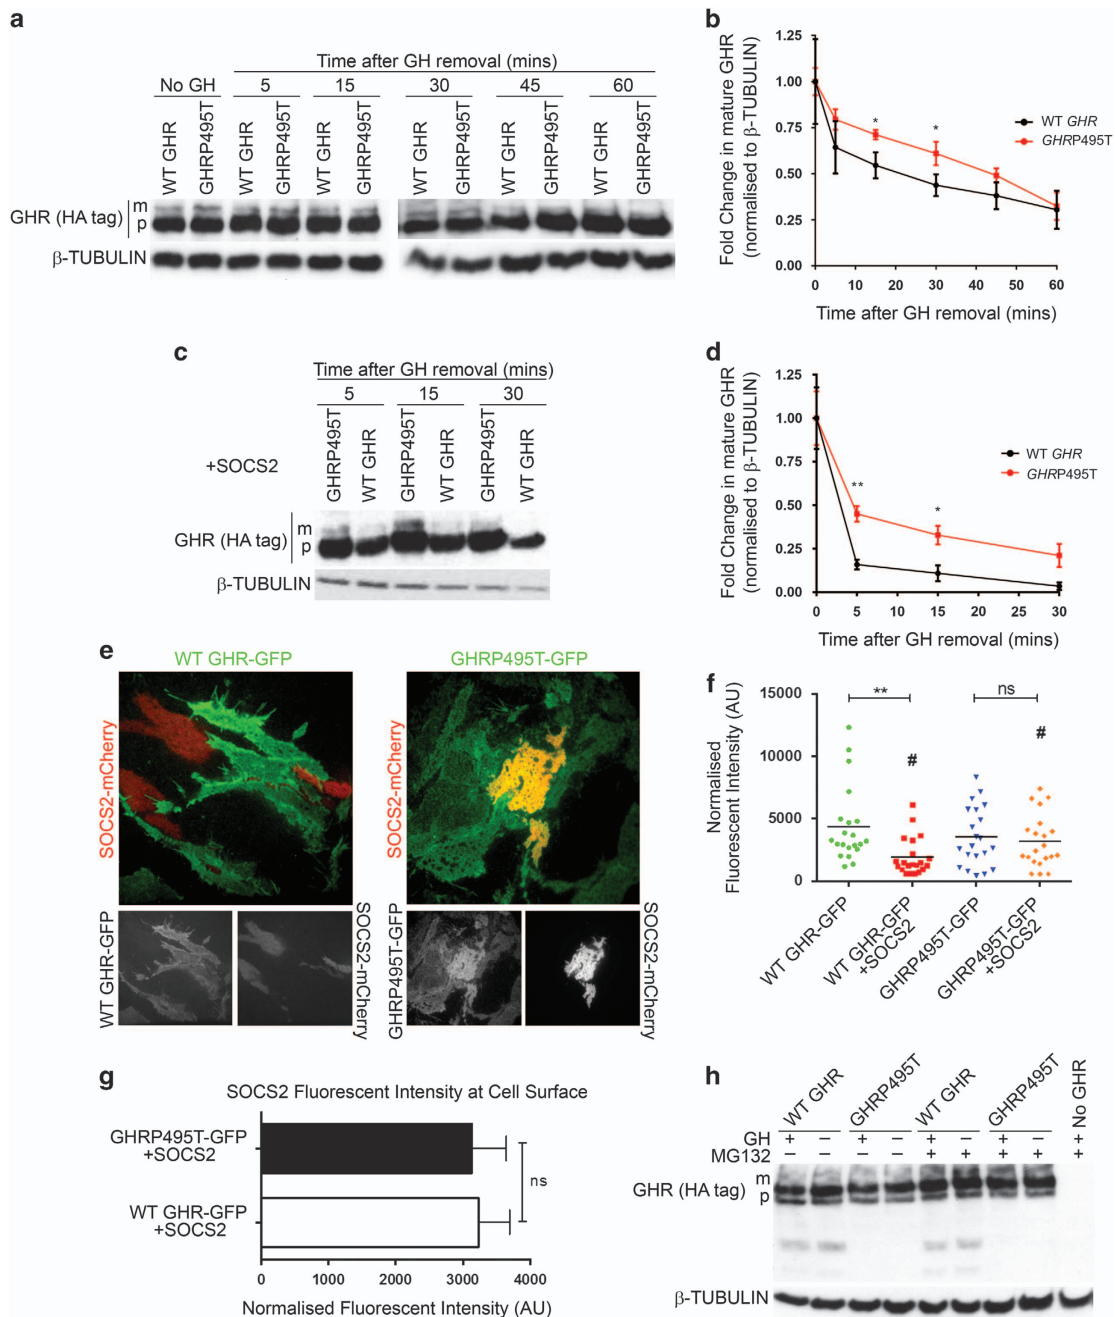 a
Time after GH removal (mins)
No GH 5 15 30 45 60
WT GHR GHRP495T WT GHR GHRP495T WT GHR GHRP495T WT GHR GHRP495T WT GHR GHRP495T WT GHR GHRP495T
GHR (HA tag) m
p
β-TUBULIN
b
Fold Change in mature GHR
(normalised to β-TUBULIN)
1.25
1.00
0.75
0.50
0.25
0.00
* *
WT GHR
GHRP495T
0 10 20 30 40 50 60
Time after GH removal (mins)
c
Time after GH removal (mins)
5 15 30
GHRP495T WT GHR GHRP495T WT GHR GHRP495T WT GHR
+SOCS2
GHR (HA tag) m
p
β-TUBULIN
d
Fold Change in mature GHR
(normalised to β-TUBULIN)
1.25
1.00
0.75
0.50
0.25
0.00
** *
WT GHR
GHRP495T
0 5 10 15 20 25 30
Time after GH removal (mins)
e
WT GHR-GFP
SOCS2-mCherry
WT GHR-GFP
SOCS2-mCherry
GHRP495T-GFP
SOCS2-mCherry
GHRP495T-GFP
SOCS2-mCherry
f
Normalised
Fluorescent Intensity (AU)
15000
10000
5000
0
** ns
# #
WT GHR-GFP
WT GHR-GFP
+SOCS2
GHRP495T-GFP
GHRP495T-GFP
+SOCS2
g
SOCS2 Fluorescent Intensity at Cell Surface
GHRP495T-GFP
+SOCS2
ns
WT GHR-GFP
+SOCS2
0 1000 2000 3000 4000
Normalised Fluorescent Intensity (AU)
h
WT GHR GHRP495T WT GHR GHRP495T No GHR
GH + − + − + − + − +
MG132 − − − − + + + + +
GHR (HA tag) m
p
β-TUBULIN